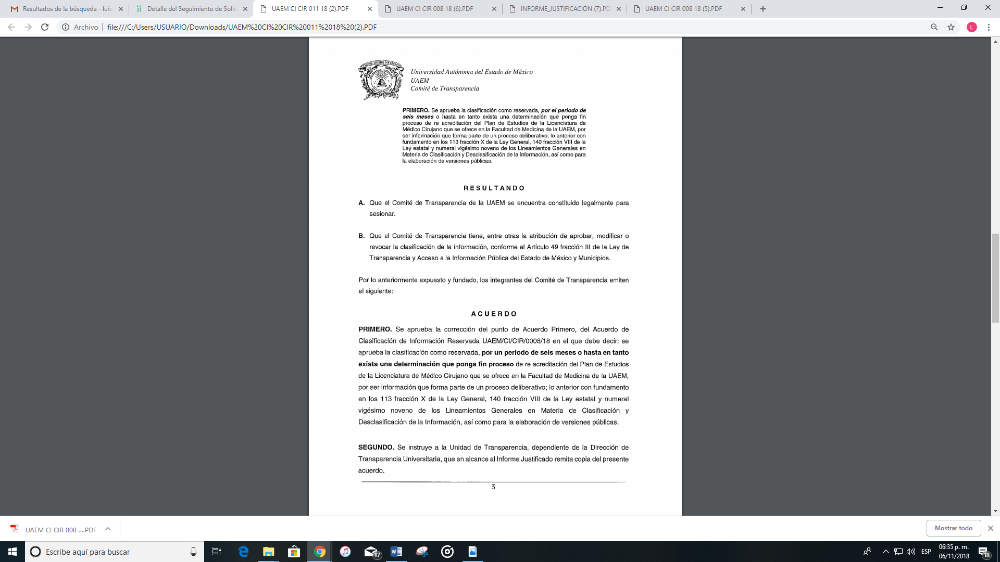 Resultados de la búsqueda - luis.
Detalle del Seguimiento de Solici
UAEM CI CIR 011 18 (2).PDF
UAEM CI CIR 008 18 (6).PDF
INFORME_JUSTIFICACIÓN (7).PD
UAEM CI CIR 008 18 (5).PDF
Archivo
file:///C:/Users/USUARIO/Downloads/UAEM%20CI%20CIR%20011%2018%20(2).PDF
L
ESTADOS UNIDOS MEXICANOS
Universidad Autónoma del Estado de México
UAEM
Comité de Transparencia
PRIMERO. Se aprueba la clasificación como reservada, por el periodo de
seis meses o hasta en tanto exista una determinación que ponga fin
proceso de re acreditación del Plan de Estudios de la Licenciatura de
Médico Cirujano que se ofrece en la Facultad de Medicina de la UAEM, por
ser información que forma parte de un proceso deliberativo; lo anterior con
fundamento en los 113 fracción X de la Ley General, 140 fracción VIII de la
Ley estatal y numeral vigésimo noveno de los Lineamientos Generales en
Materia de Clasificación y Desclasificación de la Información, así como para
la elaboración de versiones públicas.
R E S U L T A N D O
A. Que el Comité de Transparencia de la UAEM se encuentra constituido legalmente para
sesionar.
B. Que el Comité de Transparencia tiene, entre otras la atribución de aprobar, modificar o
revocar la clasificación de la información, conforme al Artículo 49 fracción III de la Ley de
Transparencia y Acceso a la Información Pública del Estado de México y Municipios.
Por lo anteriormente expuesto y fundado, los integrantes del Comité de Transparencia emiten
el siguiente:
A C U E R D O
PRIMERO. Se aprueba la corrección del punto de Acuerdo Primero, del Acuerdo de
Clasificación de Información Reservada UAEM/CI/CIR/0008/18 en el que debe decir: se
aprueba la clasificación como reservada, por un periodo de seis meses o hasta en tanto
exista una determinación que ponga fin proceso de re acreditación del Plan de Estudios
de la Licenciatura de Médico Cirujano que se ofrece en la Facultad de Medicina de la UAEM,
por ser información que forma parte de un proceso deliberativo; lo anterior con fundamento
en los 113 fracción X de la Ley General, 140 fracción VIII de la Ley estatal y numeral
vigésimo noveno de los Lineamientos Generales en Materia de Clasificación y
Desclasificación de la Información, así como para la elaboración de versiones públicas.
SEGUNDO. Se instruye a la Unidad de Transparencia, dependiente de la Dirección de
Transparencia Universitaria, que en alcance al Informe Justificado remita copia del presente
acuerdo.
3
UAEM CI CIR 008 ....PDF
Mostrar todo
Escribe aquí para buscar
17
ESP
06:35 p. m.
06/11/2018
18